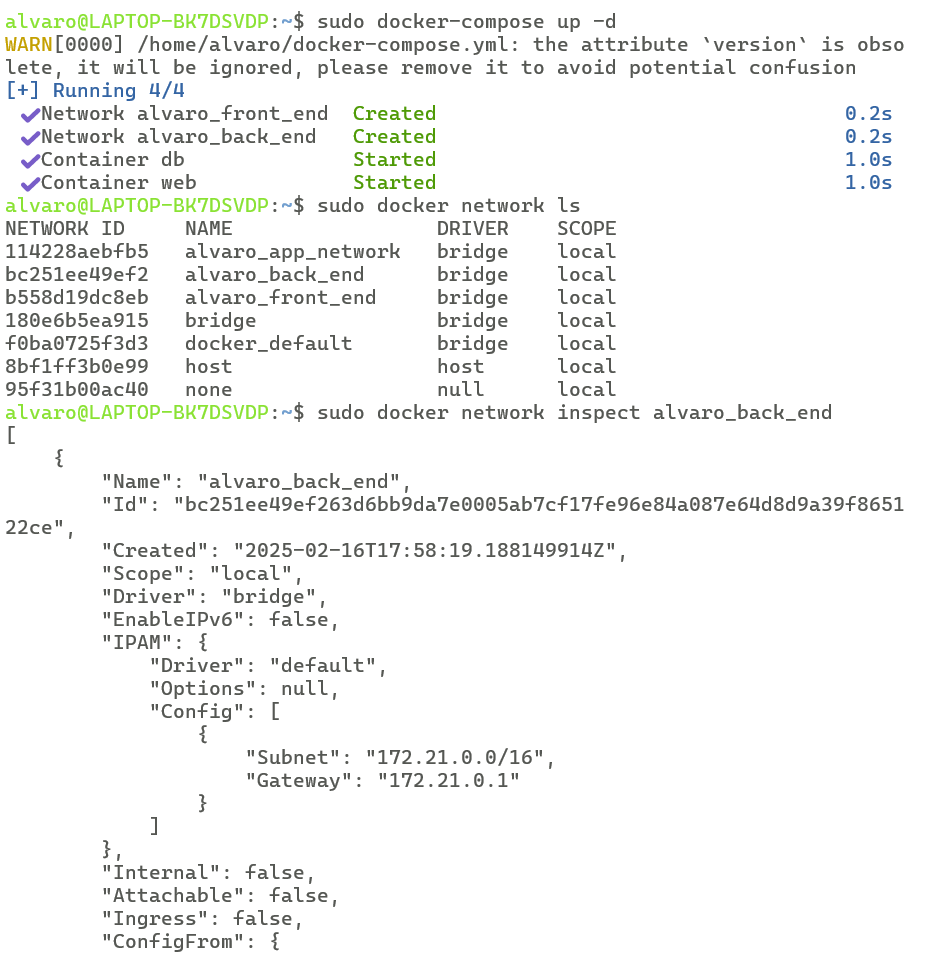 alvaro@LAPTOP-BK7DSVDP:~$ sudo docker-compose up -d
WARN[0000] /home/alvaro/docker-compose.yml: the attribute `version` is obso
lete, it will be ignored, please remove it to avoid potential confusion
[+] Running 4/4
 ✔Network alvaro_front_end  Created                                  0.2s
 ✔Network alvaro_back_end   Created                                  0.2s
 ✔Container db              Started                                  1.0s
 ✔Container web             Started                                  1.0s
alvaro@LAPTOP-BK7DSVDP:~$ sudo docker network ls
NETWORK ID     NAME                 DRIVER    SCOPE
114228aebfb5   alvaro_app_network   bridge    local
bc251ee49ef2   alvaro_back_end      bridge    local
b558d19dc8eb   alvaro_front_end     bridge    local
180e6b5ea915   bridge               bridge    local
f0ba0725f3d3   docker_default       bridge    local
8bf1ff3b0e99   host                 host      local
95f31b00ac40   none                 null      local
alvaro@LAPTOP-BK7DSVDP:~$ sudo docker network inspect alvaro_back_end
[
    {
        "Name": "alvaro_back_end",
        "Id": "bc251ee49ef263d6bb9da7e0005ab7cf17fe96e84a087e64d8d9a39f8651
22ce",
        "Created": "2025-02-16T17:58:19.188149914Z",
        "Scope": "local",
        "Driver": "bridge",
        "EnableIPv6": false,
        "IPAM": {
            "Driver": "default",
            "Options": null,
            "Config": [
                {
                    "Subnet": "172.21.0.0/16",
                    "Gateway": "172.21.0.1"
                }
            ]
        },
        "Internal": false,
        "Attachable": false,
        "Ingress": false,
        "ConfigFrom": {